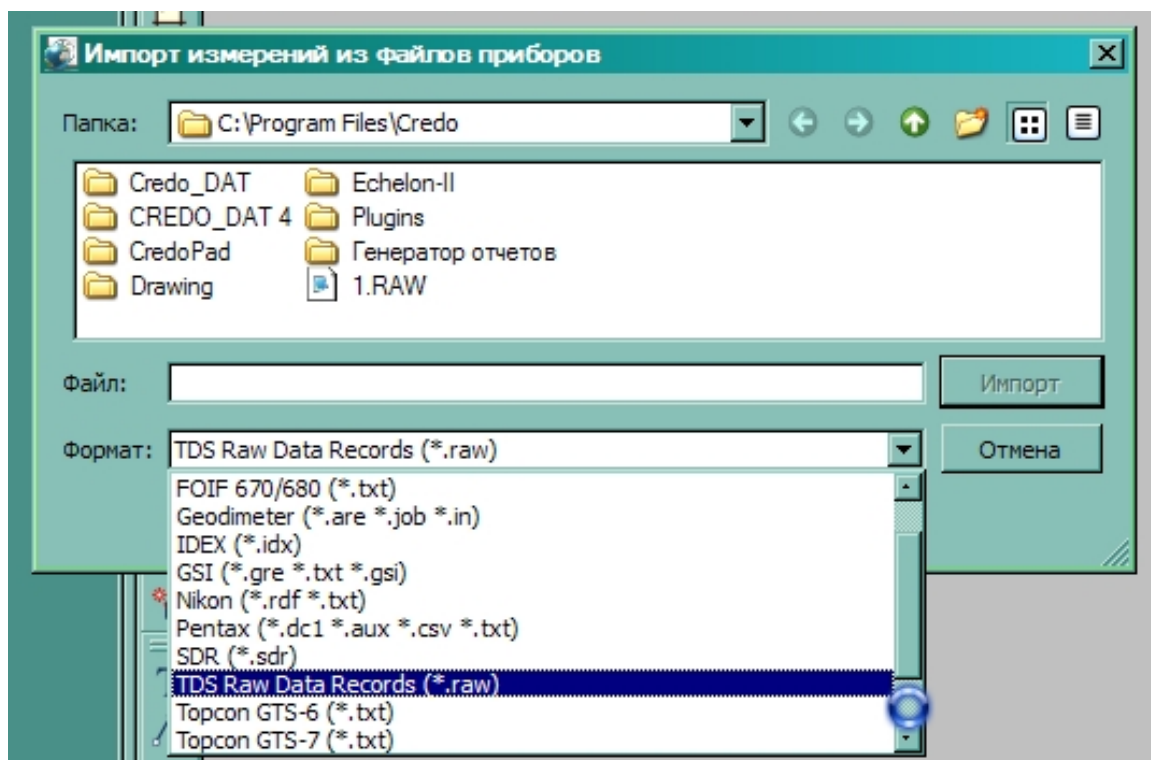 Импорт измерений из файлов приборов
Папка: C:\Program Files\Credo
Credo_DAT Echelon-II
CREDO_DAT 4 Plugins
CredoPad Генератор отчетов
Drawing 1.RAW
Файл: Импорт
Формат: TDS Raw Data Records (*.raw) Отмена
FOIF 670/680 (*.txt)
Geodimeter (*.are *.job *.in)
IDEX (*.idx)
GSI (*.gre *.txt *.gsi)
Nikon (*.rdf *.txt)
Pentax (*.dc1 *.aux *.csv *.txt)
SDR (*.sdr)
TDS Raw Data Records (*.raw)
Topcon GTS-6 (*.txt)
Topcon GTS-7 (*.txt)